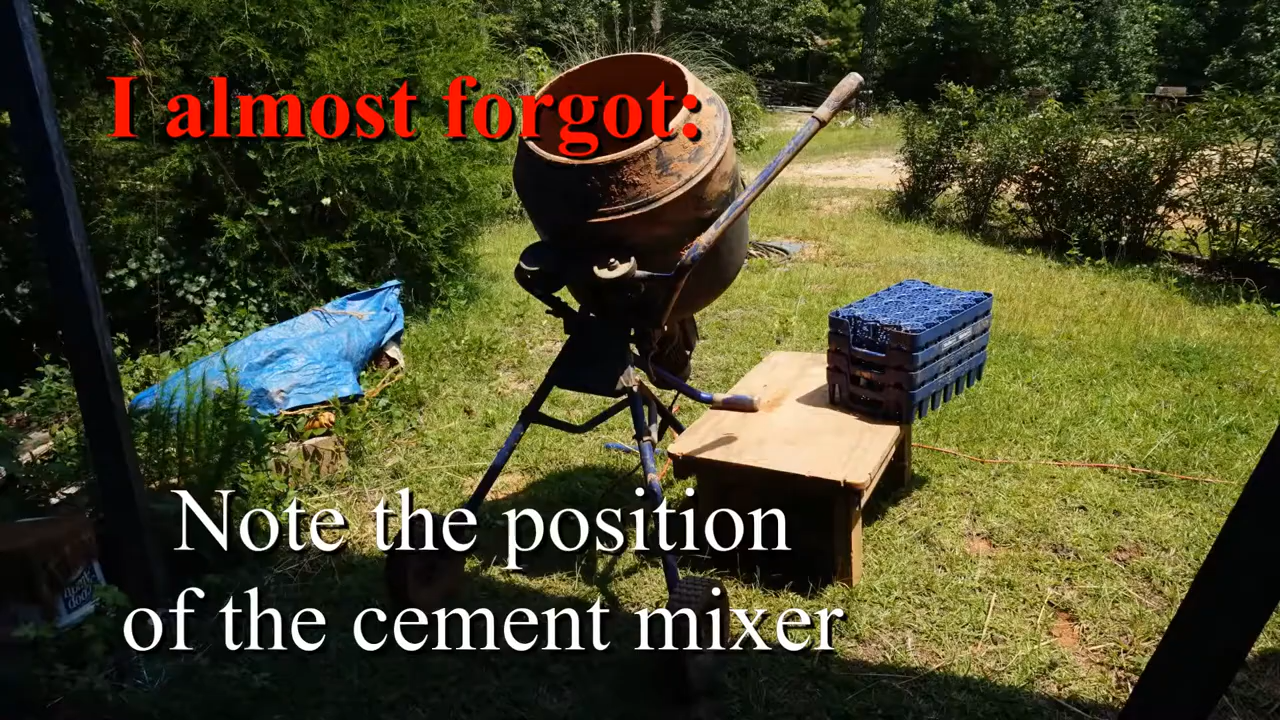 I almost forgot:
Note the position
of the cement mixer